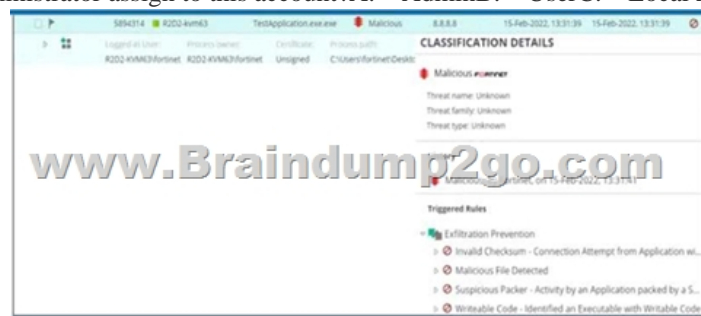 ministrator assign to this account?A.
5894314 R2D2-kvm63 TestApplication.exe.exe Malicious 8.8.8.8 15-Feb-2022, 13:31:39 15-Feb-2022, 13:31:39
Logged-in User: Process owner: Certificate: Process path:
R2D2-KVM63\fortinet R2D2-KVM63\fortinet Unsigned C:\Users\fortinet\Deskto
CLASSIFICATION DETAILS
Malicious
Threat name: Unknown
Threat family: Unknown
Threat type: Unknown
www.Braindump2go.com
Fortinet, on 15-Feb-2022, 13:31:41
Triggered Rules
Exfiltration Prevention
Invalid Checksum - Connection Attempt from Application wi...
Malicious File Detected
Suspicious Packer - Activity by an Application packed by a S...
Writeable Code - Identified an Executable with Writable Code